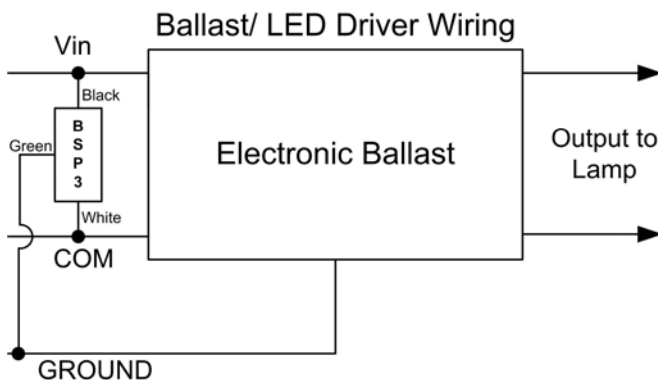 Ballast/ LED Driver Wiring
Vin
Black
Green
B
S
P
3
White
COM
GROUND
Electronic Ballast
Output to
Lamp